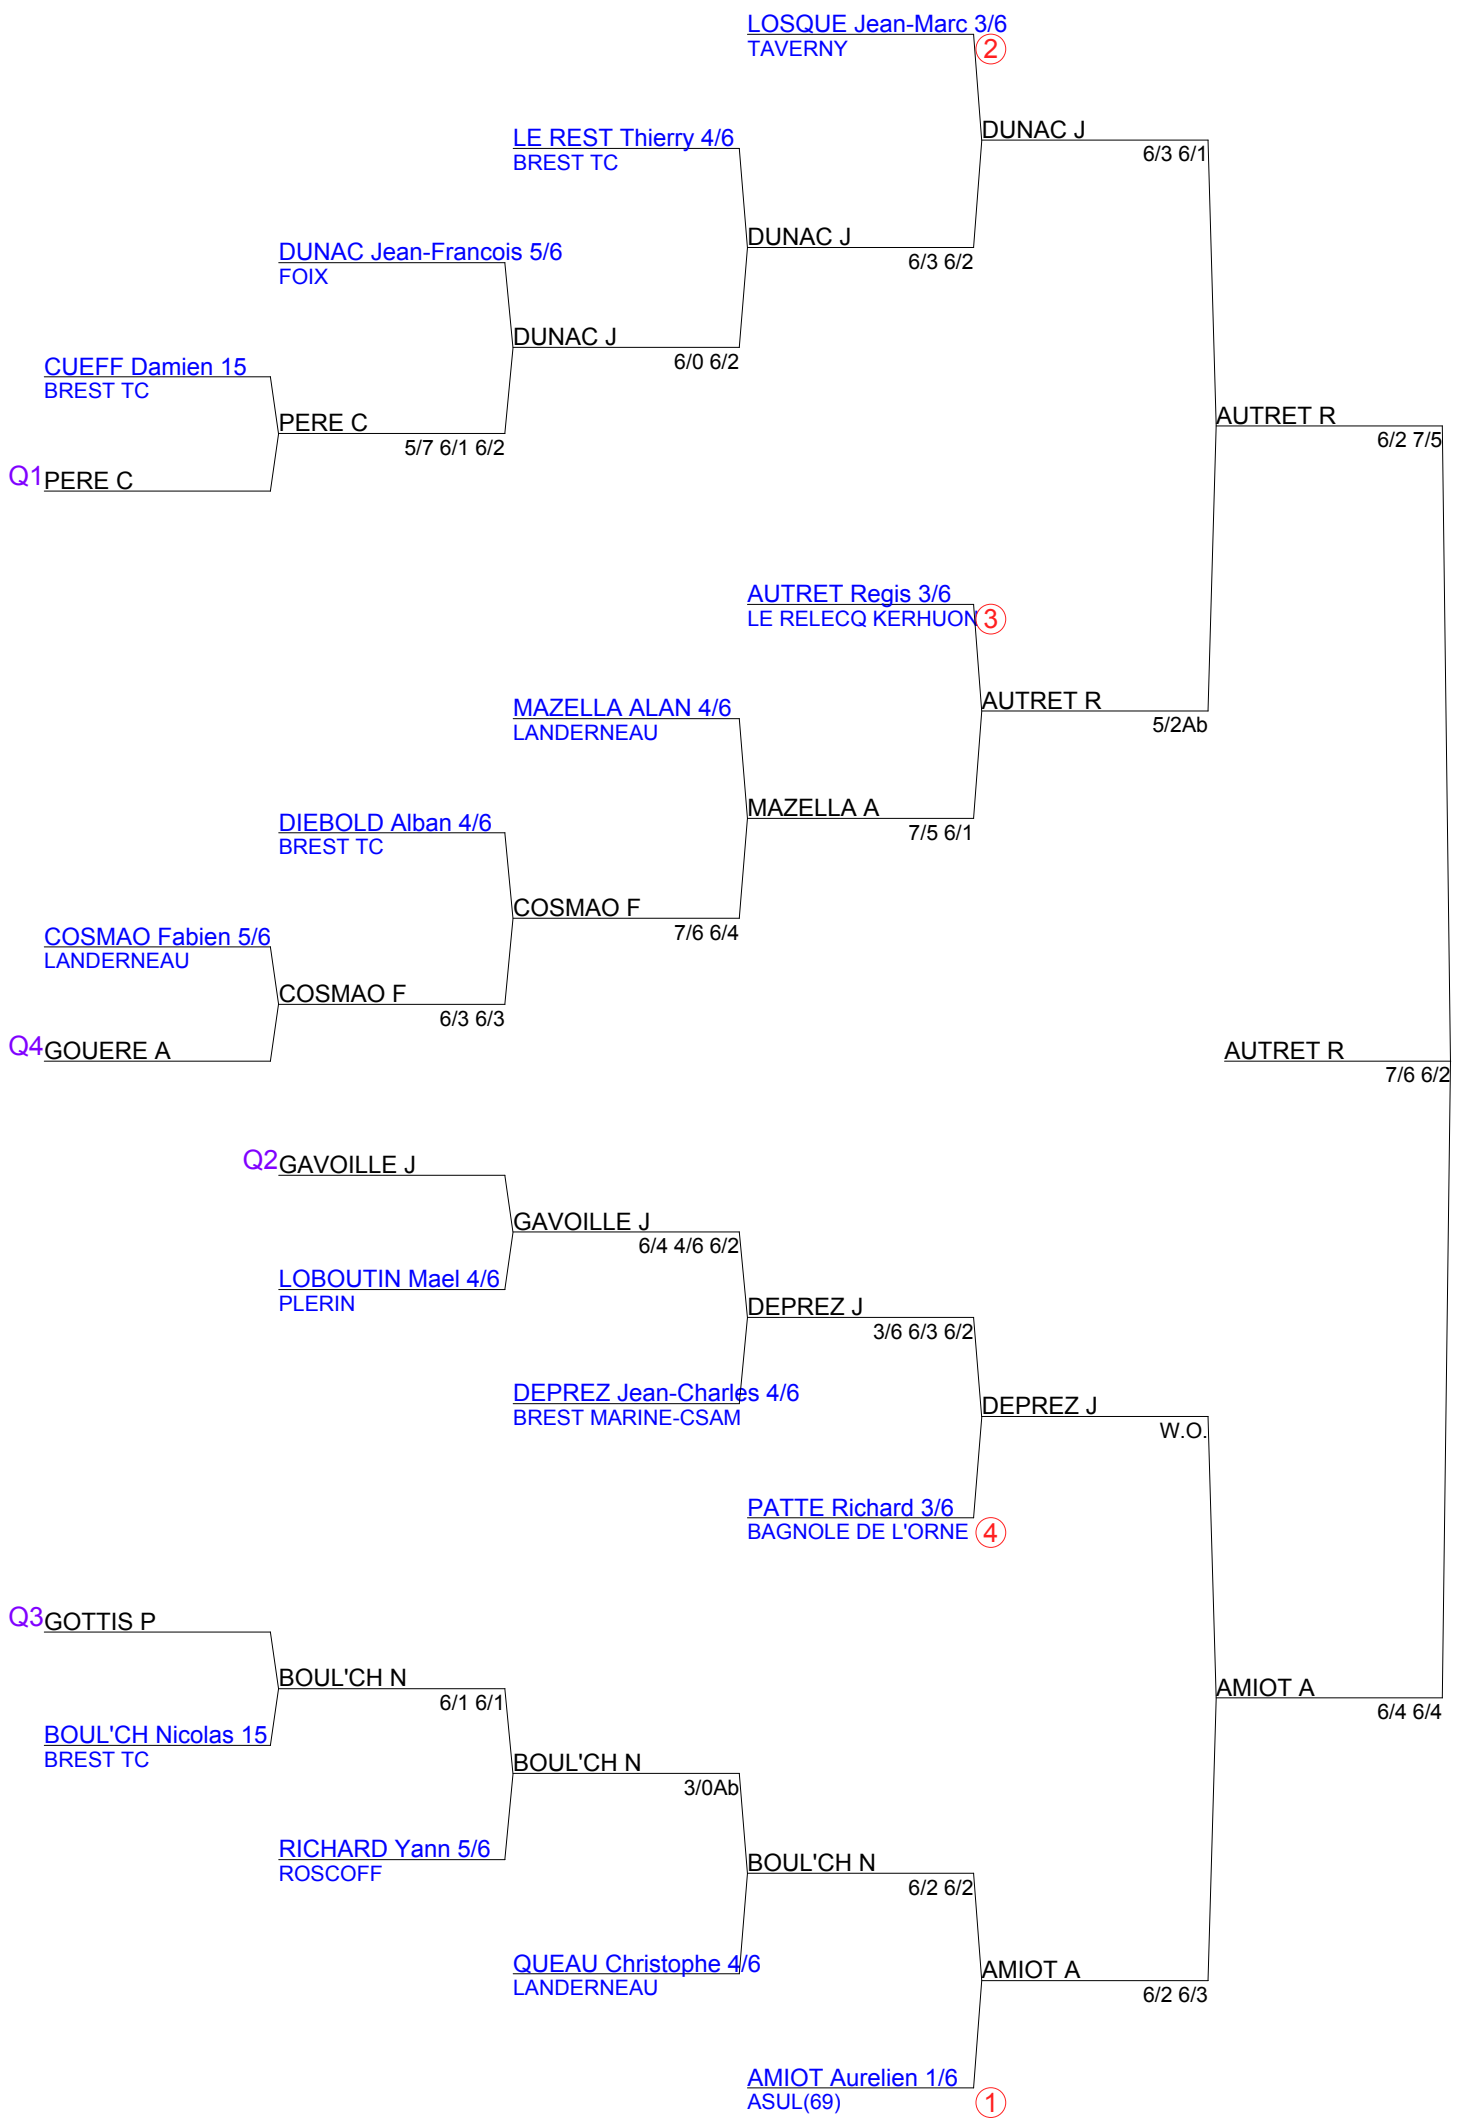 LOSQUE Jean-Marc 3/6
TAVERNY
2
LE REST Thierry 4/6
BREST TC
DUNAC J
6/3 6/1
DUNAC Jean-Francois 5/6
FOIX
DUNAC J
6/3 6/2
CUEFF Damien 15
BREST TC
DUNAC J
6/0 6/2
PERE C
5/7 6/1 6/2
AUTRET R
6/2 7/5
Q1 PERE C
AUTRET Regis 3/6
LE RELECQ KERHUON
3
MAZELLA ALAN 4/6
LANDERNEAU
AUTRET R
5/2Ab
DIEBOLD Alban 4/6
BREST TC
MAZELLA A
7/5 6/1
COSMAO Fabien 5/6
LANDERNEAU
COSMAO F
7/6 6/4
COSMAO F
6/3 6/3
Q4 GOUERE A
AUTRET R
7/6 6/2
Q2 GAVOILLE J
GAVOILLE J
6/4 4/6 6/2
LOBOUTIN Mael 4/6
PLERIN
DEPREZ J
3/6 6/3 6/2
DEPREZ Jean-Charles 4/6
BREST MARINE-CSAM
DEPREZ J
W.O.
PATTE Richard 3/6
BAGNOLE DE L'ORNE
4
Q3 GOTTIS P
BOUL'CH N
6/1 6/1
AMIOT A
6/4 6/4
BOUL'CH Nicolas 15
BREST TC
BOUL'CH N
3/0Ab
RICHARD Yann 5/6
ROSCOFF
BOUL'CH N
6/2 6/2
QUEAU Christophe 4/6
LANDERNEAU
AMIOT A
6/2 6/3
AMIOT Aurelien 1/6
ASUL(69)
1